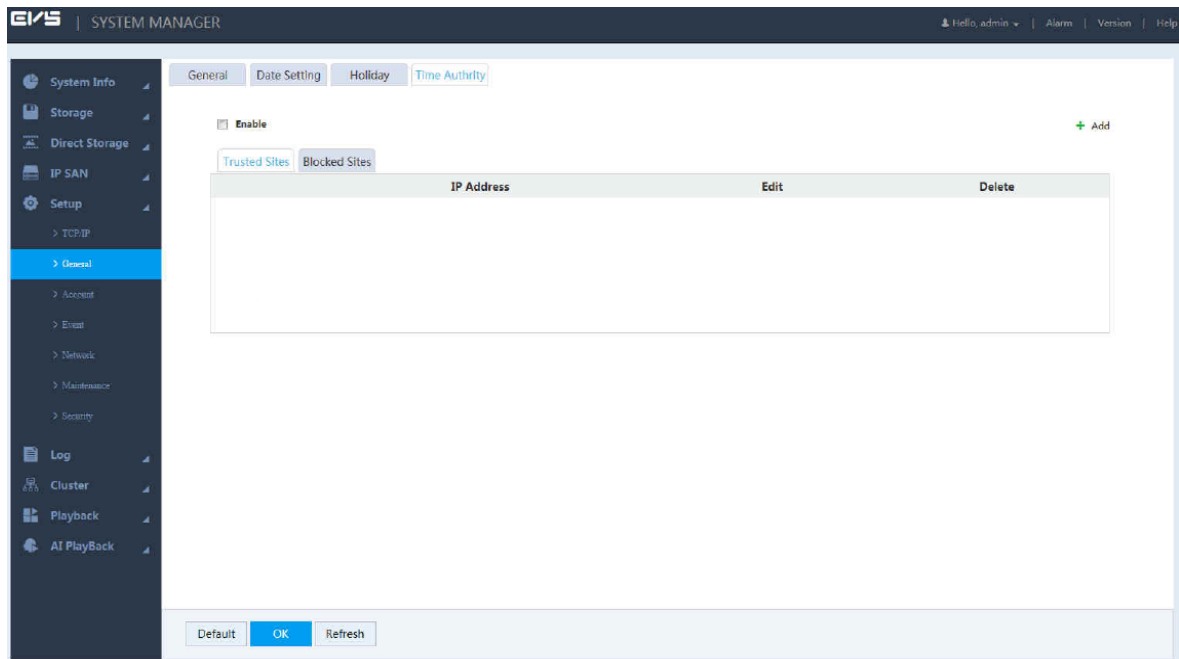 EVS | SYSTEM MANAGER
Hello, admin | Alarm | Version | Help
General Date Setting Holiday Time Authrity
System Info
Storage
Direct Storage
IP SAN
Setup
> TCP/IP
> General
> Account
> Event
> Network
> Maintenance
> Security
Log
Cluster
Playback
AI PlayBack
Enable
+ Add
Trusted Sites Blocked Sites
IP Address Edit Delete
Default OK Refresh